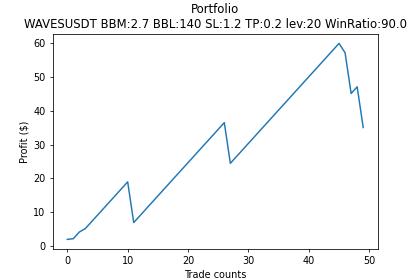 Portfolio
WAVESUSDT BBM:2.7 BBL:140 SL:1.2 TP:0.2 lev:20 WinRatio:90.0
60
50
40
30
20
10
0
Profit ($)
0 10 20 30 40 50
Trade counts